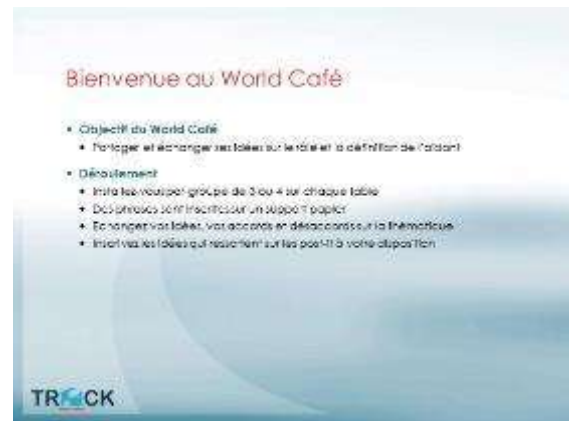 Bienvenue au World Café
• Objectif du World Café
• Partager et échanger ses idées sur le rôle et la définition de l'aidant
• Déroulement
• Installez-vous par groupe de 3 ou 4 sur chaque table
• Des phrases sont inscrites sur un support papier
• Echangez vos idées, vos accords et désaccords sur la thématique
• Inscrivez les idées qui ressortent sur les post-it à votre disposition
TR CK